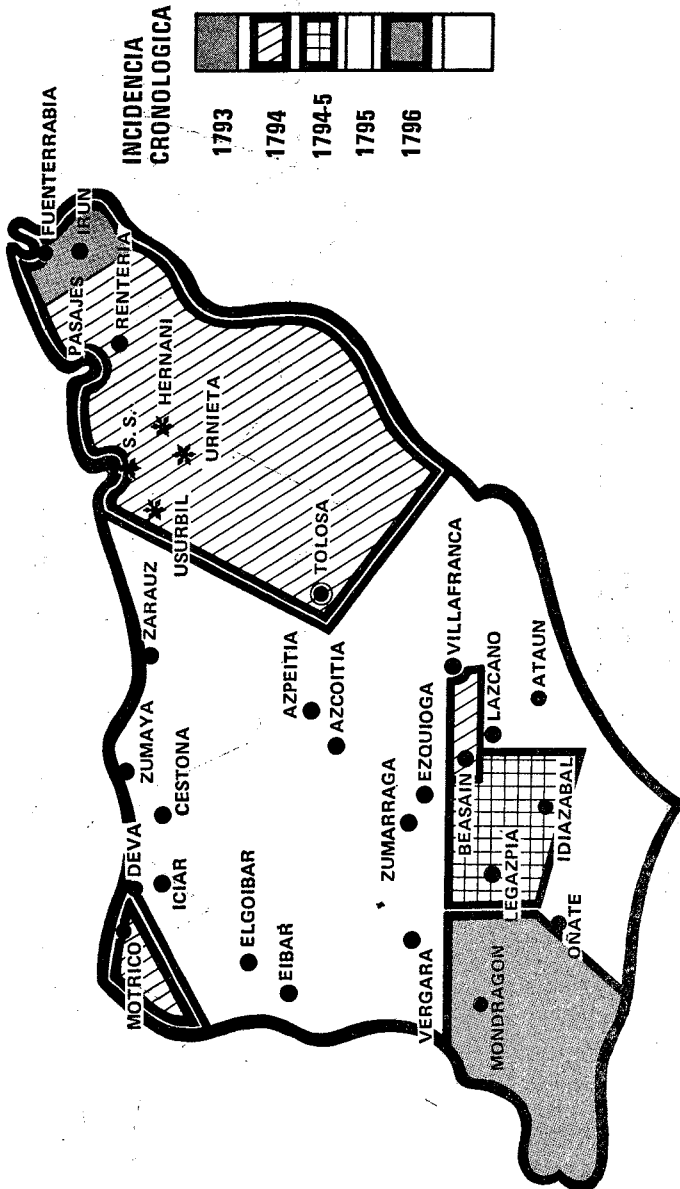 INCIDENCIA
CRONOLOGICA
1793
1794
1794-5
1795
1796
FUENTERRABIA
IRUN
PASAJES
RENTERIA
S. S.
HERNANI
URNIETA
USURBIL
TOLOSA
ZARAUZ
ZUMAYA
CESTONA
DEVA
ICIAR
MOTRICO
ELGOIBAR
EIBAR
AZPEITIA
AZCOITIA
VILLAFRANCA
LAZCANO
ATAUN
EZQUIOGA
ZUMARRAGA
BEASAIN
IDIAZABAL
LEGAZPIA
OÑATE
VERGARA
MONDRAGON